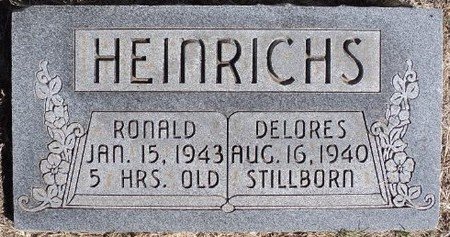 HEINRICHS
RONALD
JAN. 15, 1943
5 HRS. OLD
DELORES
AUG. 16, 1940
STILLBORN